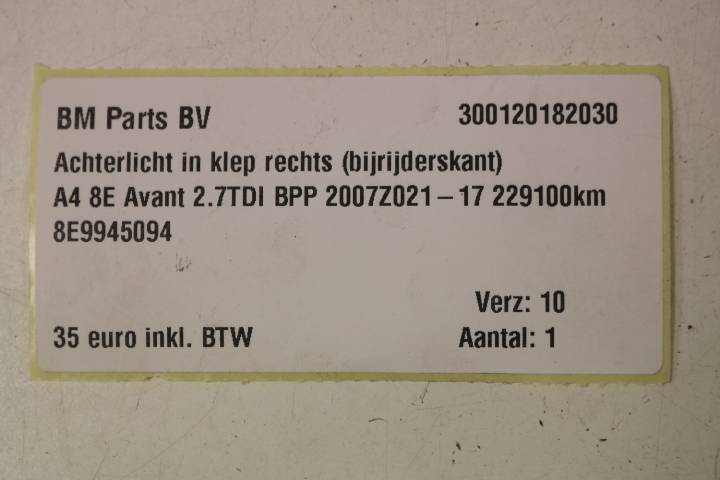 BM Parts BV 300120182030
Achterlicht in klep rechts (bijrijderskant)
A4 8E Avant 2.7TDI BPP 2007Z021–17 229100km
8E9945094
Verz: 10
35 euro inkl. BTW Aantal: 1